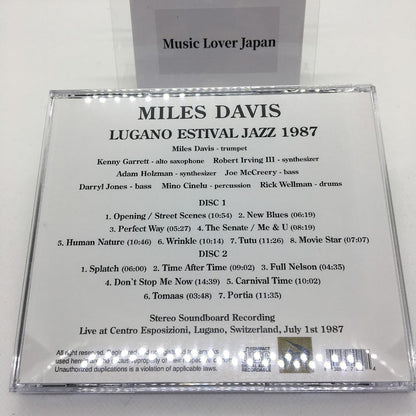 Music Lover Japan
MILES DAVIS
LUGANO ESTIVAL JAZZ 1987
Miles Davis - trumpet
Kenny Garrett - alto saxophone Robert Irving III - synthesizer
Adam Holzman - synthesizer Joe McCreery - bass
Darryl Jones - bass Mino Cinelu - percussion Rick Wellman - drums
DISC 1
1. Opening / Street Scenes (10:54) 2. New Blues (06:19)
3. Perfect Way (05:27) 4. The Senate / Me & U (08:19)
5. Human Nature (10:46) 6. Wrinkle (10:14) 7. Tutu (11:26) 8. Movie Star (07:07)
DISC 2
1. Splatch (06:00) 2. Time After Time (09:02) 3. Full Nelson (04:35)
4. Don't Stop Me Now (14:39) 5. Carnival Time (10:02)
6. Tomaas (03:48) 7. Portia (11:35)
Stereo Soundboard Recording
Live at Centro Esposizioni, Lugano, Switzerland, July 1st 1987
All right reserved.
used here
Unauthorized duplications is a violation of applicable laws.